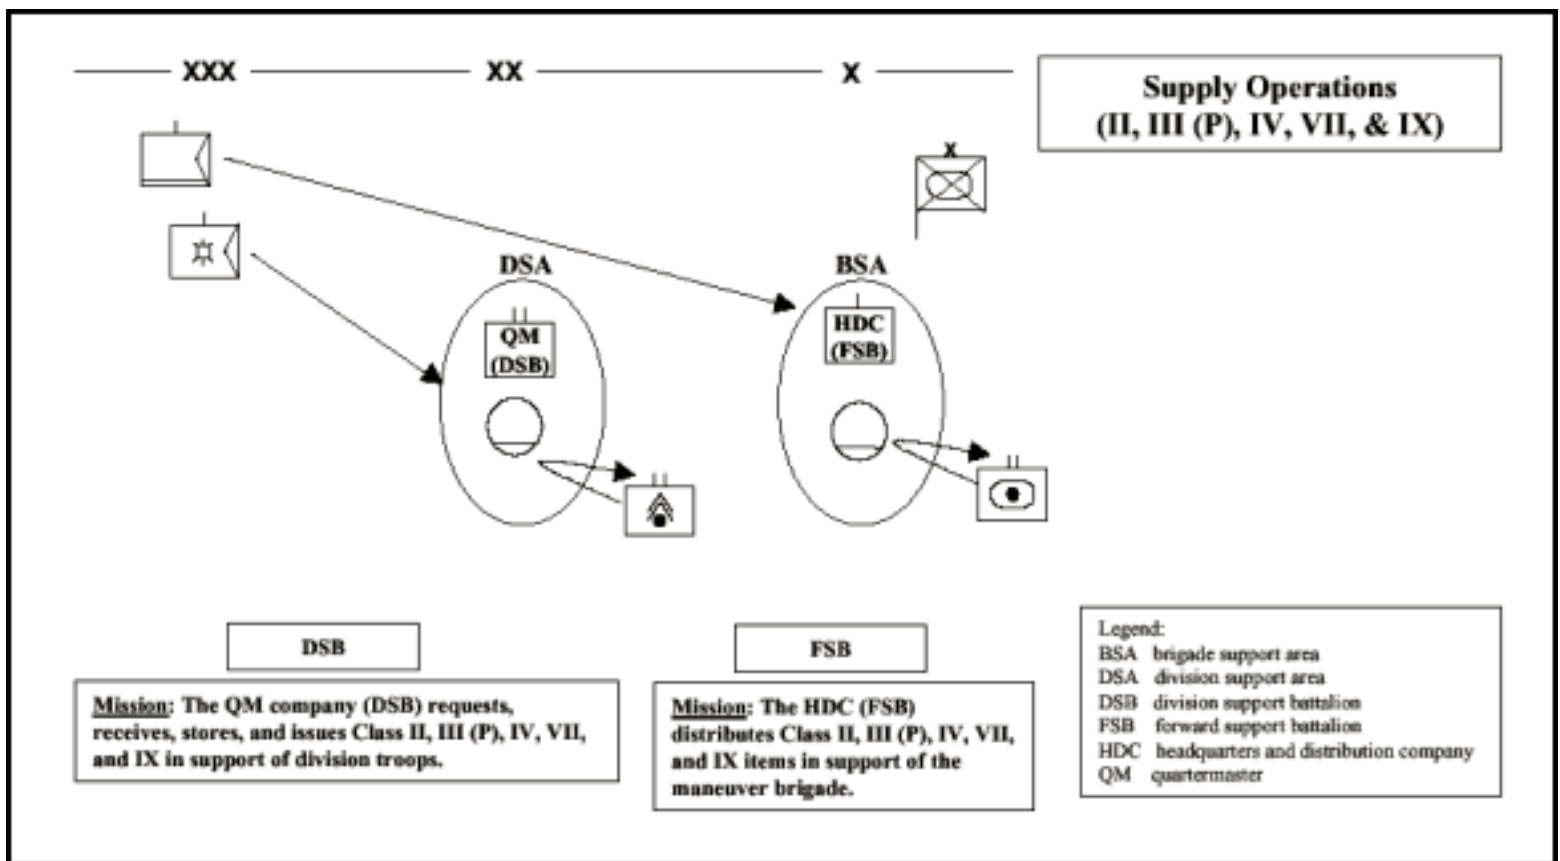 XXX XX X
Supply Operations
(II, III (P), IV, VII, & IX)
X
DSA
BSA
QM
(DSB)
HDC
(FSB)
DSB
Mission: The QM company (DSB) requests,
receives, stores, and issues Class II, III (P), IV, VII,
and IX in support of division troops.
FSB
Mission: The HDC (FSB)
distributes Class II, III (P), IV, VII,
and IX items in support of the
maneuver brigade.
Legend:
BSA brigade support area
DSA division support area
DSB division support battalion
FSB forward support battalion
HDC headquarters and distribution company
QM quartermaster